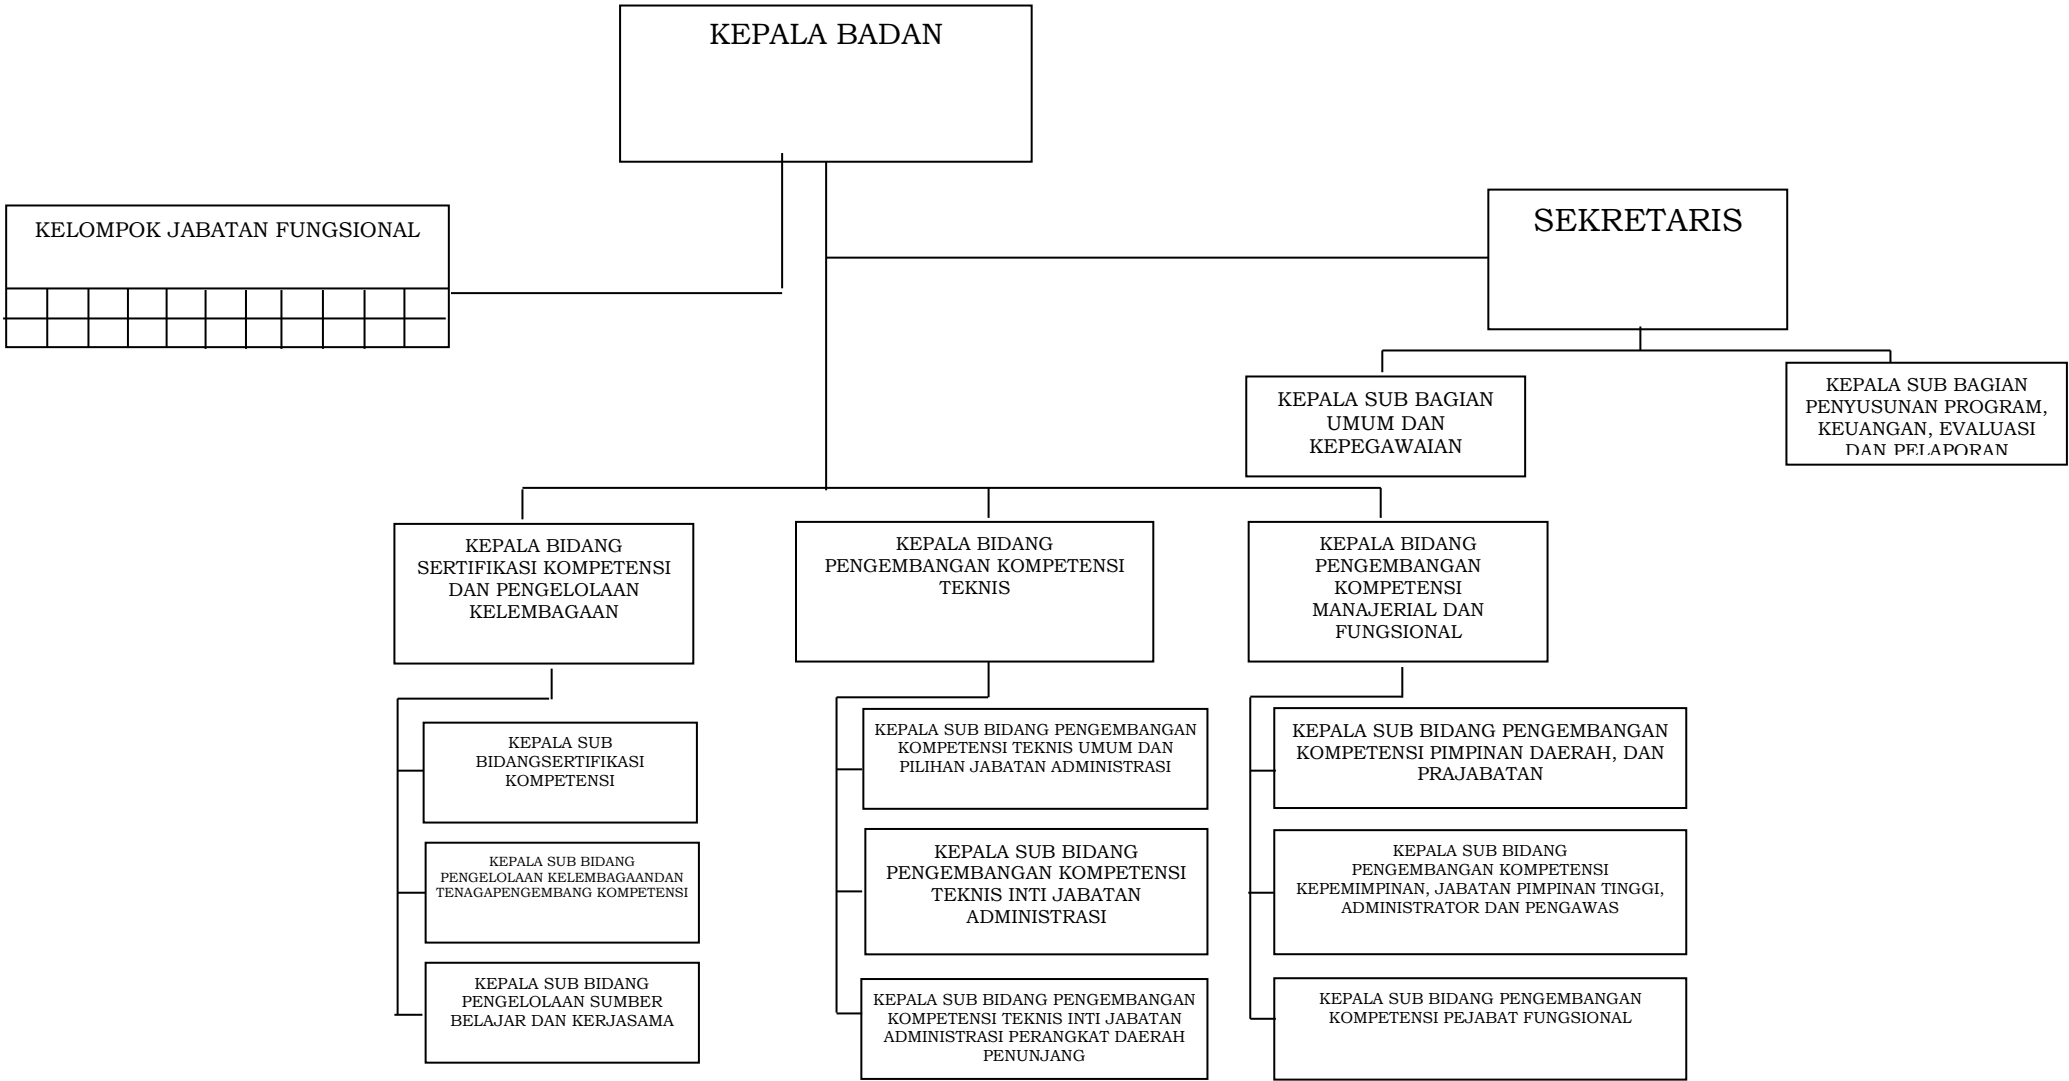 KEPALA BADAN
KELOMPOK JABATAN FUNGSIONAL
SEKRETARIS
KEPALA SUB BAGIAN
UMUM DAN
KEPEGAWAIAN
KEPALA SUB BAGIAN
PENYUSUNAN PROGRAM,
KEUANGAN, EVALUASI
DAN PELAPORAN
KEPALA BIDANG
SERTIFIKASI KOMPETENSI
DAN PENGELOLAAN
KELEMBAGAAN
KEPALA BIDANG
PENGEMBANGAN KOMPETENSI
TEKNIS
KEPALA BIDANG
PENGEMBANGAN
KOMPETENSI
MANAJERIAL DAN
FUNGSIONAL
KEPALA SUB
BIDANGSERTIFIKASI
KOMPETENSI
KEPALA SUB BIDANG
PENGELOLAAN KELEMBAGAANDAN
TENAGAPENGEMBANG KOMPETENSI
KEPALA SUB BIDANG
PENGELOLAAN SUMBER
BELAJAR DAN KERJASAMA
KEPALA SUB BIDANG PENGEMBANGAN
KOMPETENSI TEKNIS UMUM DAN
PILIHAN JABATAN ADMINISTRASI
KEPALA SUB BIDANG
PENGEMBANGAN KOMPETENSI
TEKNIS INTI JABATAN
ADMINISTRASI
KEPALA SUB BIDANG PENGEMBANGAN
KOMPETENSI TEKNIS INTI JABATAN
ADMINISTRASI PERANGKAT DAERAH
PENUNJANG
KEPALA SUB BIDANG PENGEMBANGAN
KOMPETENSI PIMPINAN DAERAH, DAN
PRAJABATAN
KEPALA SUB BIDANG
PENGEMBANGAN KOMPETENSI
KEPEMIMPINAN, JABATAN PIMPINAN TINGGI,
ADMINISTRATOR DAN PENGAWAS
KEPALA SUB BIDANG PENGEMBANGAN
KOMPETENSI PEJABAT FUNGSIONAL